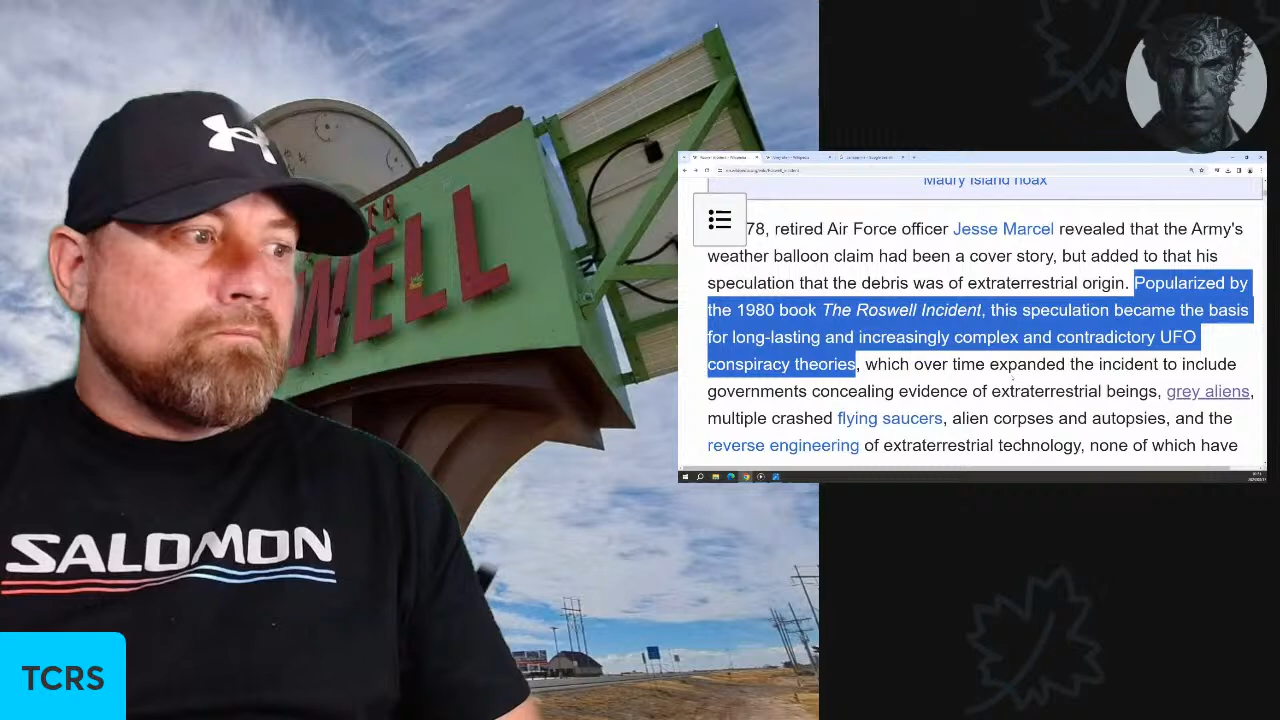 TO
WELL
SALOMON
TCRS
Maury Island hoax
78, retired Air Force officer Jesse Marcel revealed that the Army's
weather balloon claim had been a cover story, but added to that his
speculation that the debris was of extraterrestrial origin. Popularized by
the 1980 book The Roswell Incident, this speculation became the basis
for long-lasting and increasingly complex and contradictory UFO
conspiracy theories, which over time expanded the incident to include
governments concealing evidence of extraterrestrial beings, grey aliens,
multiple crashed flying saucers, alien corpses and autopsies, and the
reverse engineering of extraterrestrial technology, none of which have